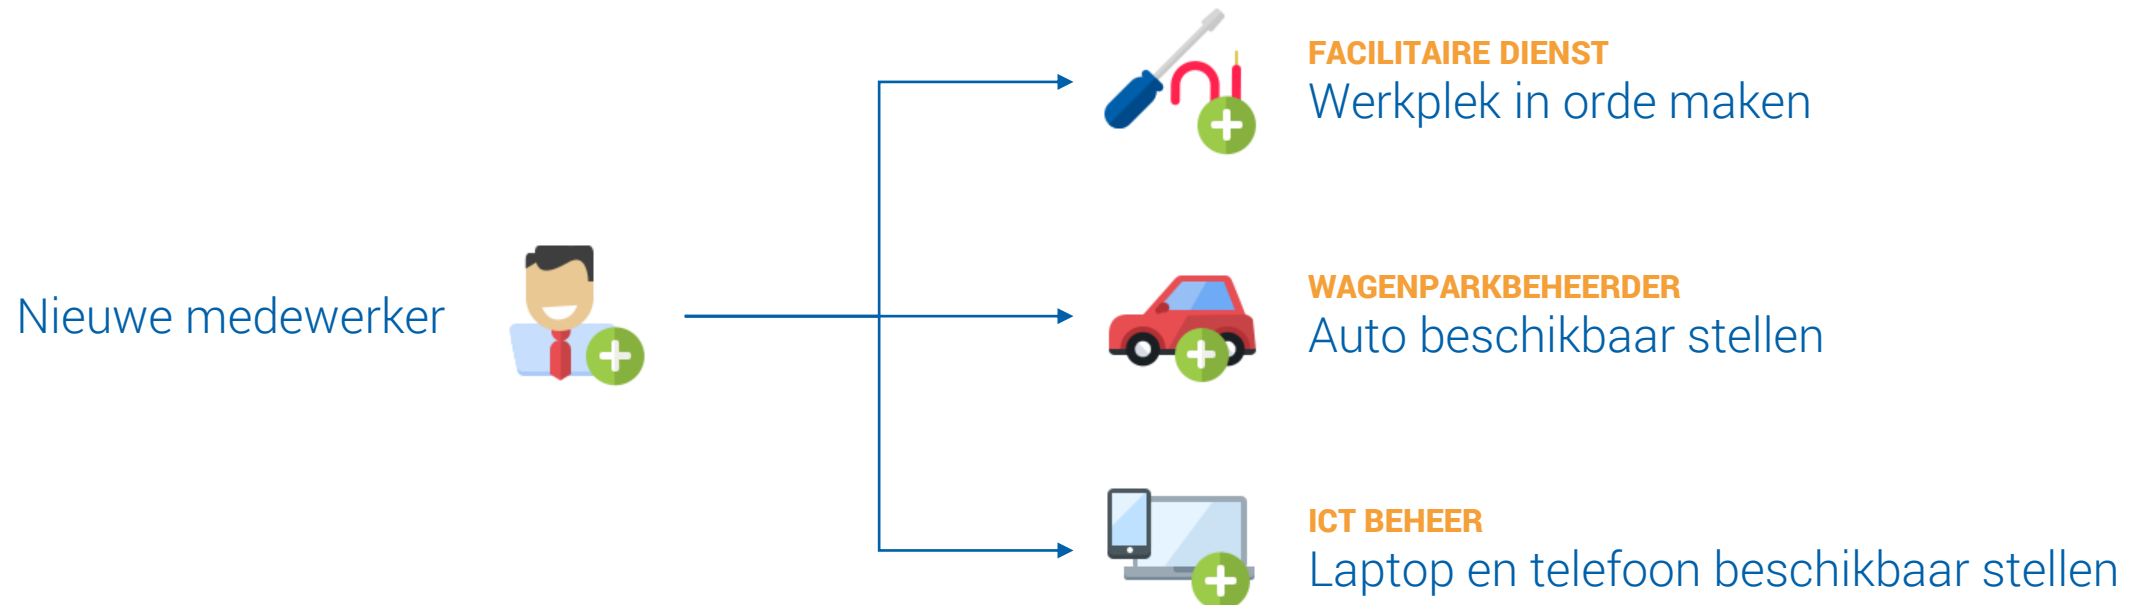 Nieuwe medewerker
FACILITAIRE DIENST
Werkplek in orde maken
WAGENPARKBEHEERDER
Auto beschikbaar stellen
ICT BEHEER
Laptop en telefoon beschikbaar stellen